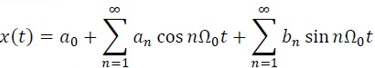 x(t) = a₀ + ∑_{n=1}^{∞} aₙ cos nΩ₀t + ∑_{n=1}^{∞} bₙ sin nΩ₀t